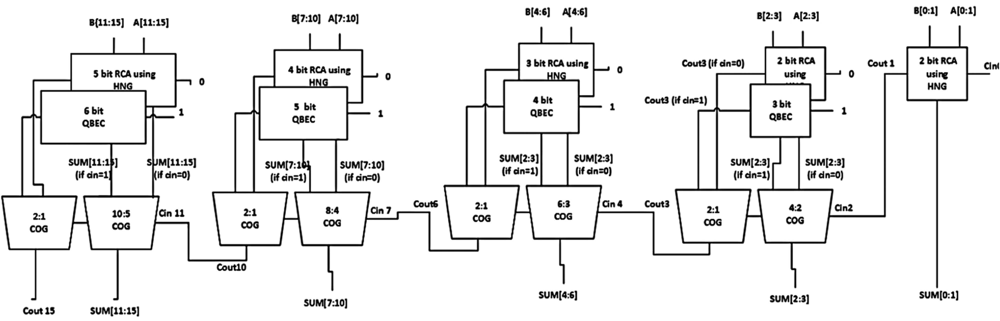 B{11:15] A[11:15]
5 bit RCA using
HNG
0
6 bit
QBEC
1
SUM[11:15]
(if cin=1)
SUM[11:15]
(if cin=0)
2:1
COG
10:5
COG
Cin 11
Cout 15
SUM[11:15]
B[7:10] A[7:10]
4 bit RCA using
HNG
0
5 bit
QBEC
1
SUM[7:10]
(if cin=1)
SUM[7:10]
(if cin=0)
2:1
COG
8:4
COG
Cin 7
Cout10
SUM[7:10]
B[4:6] A[4:6]
3 bit RCA using
HNG
0
4 bit
QBEC
1
SUM[2:3]
(if cin=1)
SUM[2:3]
(if cin=0)
Cout6
2:1
COG
6:3
COG
Cin 4
SUM[4:6]
B[2:3] A[2:3]
Cout3 (if cin=0)
2 bit RCA
using
0
Cout3 (if cin=1)
3 bit
QBEC
1
SUM[2:3]
(if cin=1)
SUM[2:3]
(if cin=0)
Cout3
2:1
COG
4:2
COG
Cin2
SUM[2:3]
B[0:1] A[0:1]
Cout 1
2 bit RCA
using
HNG
SUM[0:1]